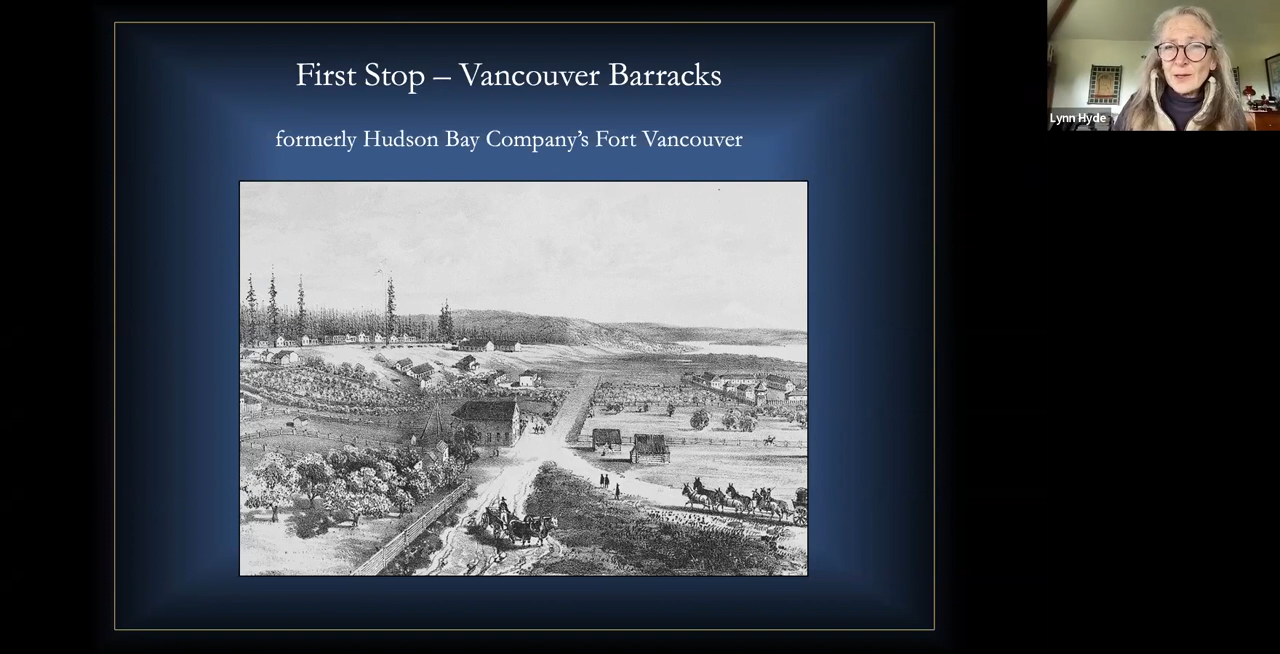 First Stop – Vancouver Barracks
formerly Hudson Bay Company’s Fort Vancouver
Lynn Hyde